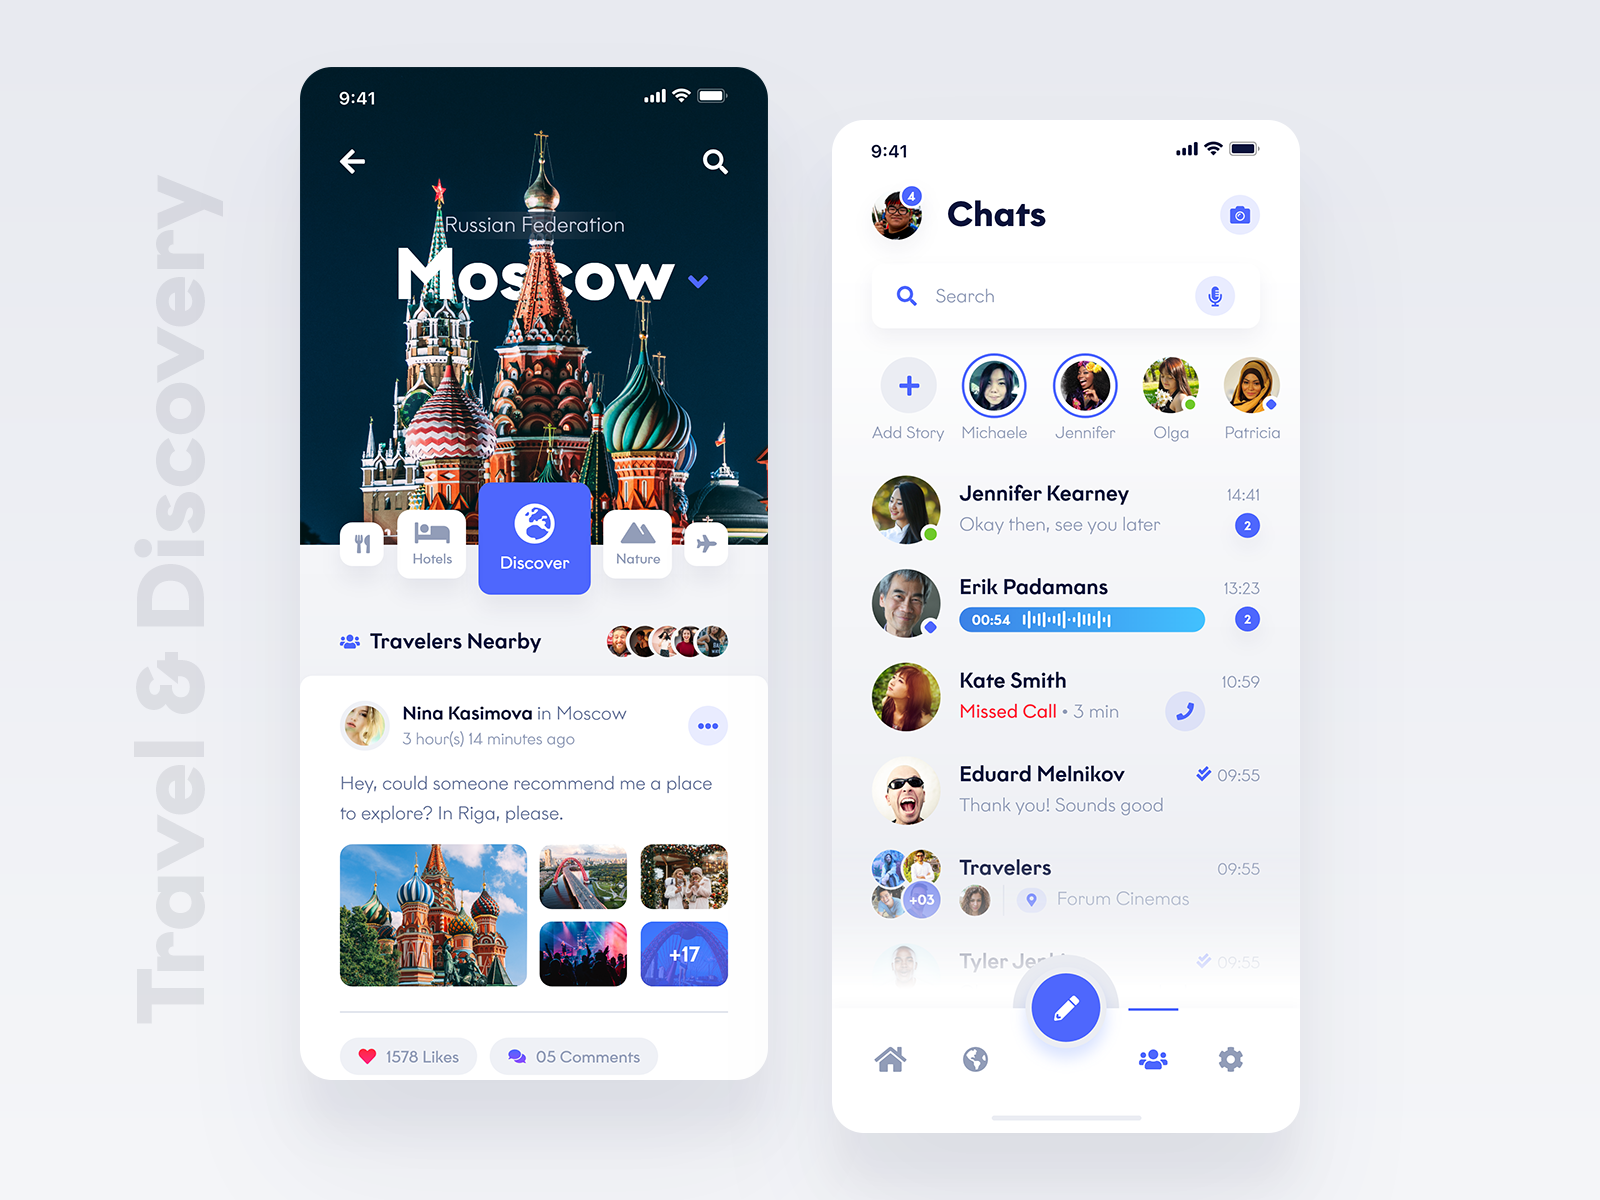 Travel & Discovery
9:41
Russian Federation
Moscow
Hotels
Discover
Nature
Travelers Nearby
Nina Kasimova in Moscow
3 hour(s) 14 minutes ago
Hey, could someone recommend me a place
to explore? In Riga, please.
+17
1578 Likes
05 Comments
9:41
4
Chats
Search
Add Story
Michaele
Jennifer
Olga
Patricia
Jennifer Kearney
14:41
Okay then, see you later
2
Erik Padamans
13:23
00:54
2
Kate Smith
10:59
Missed Call • 3 min
Eduard Melnikov
09:55
Thank you! Sounds good
Travelers
09:55
+03
Forum Cinemas
Tyler
09:55